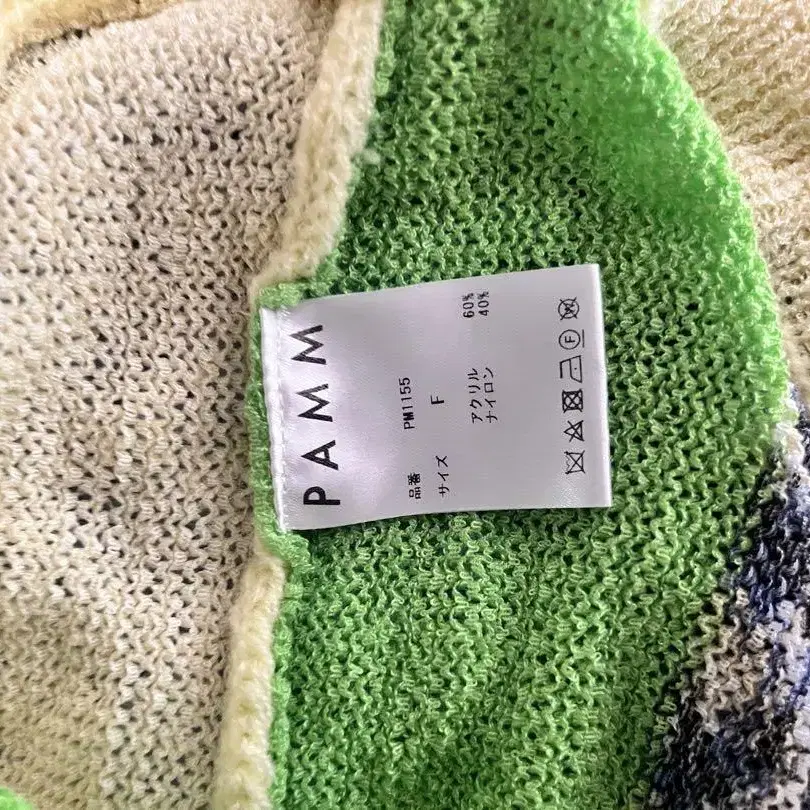 PAMM
品番 PM1155
サイズ F
アクリル 60%
ナイロン 40%
F